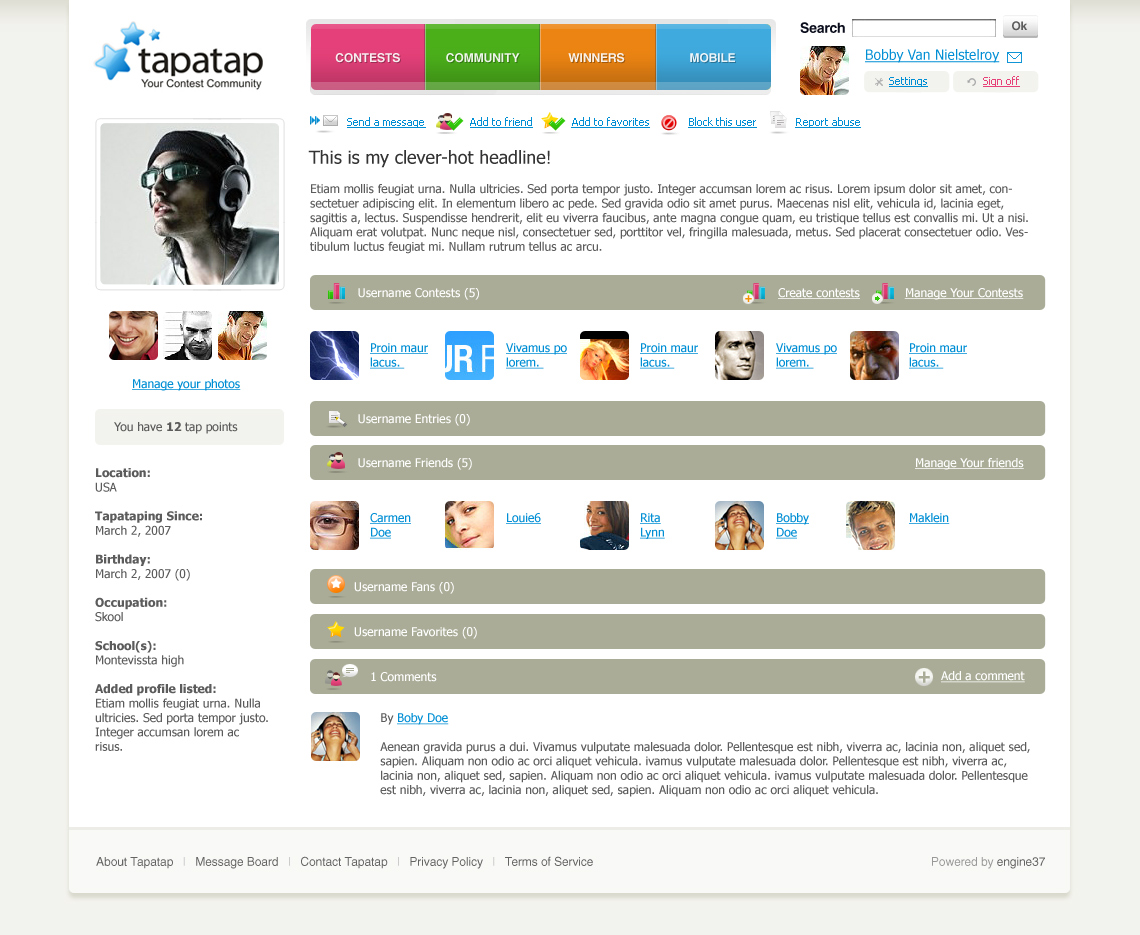 tapatap
Your Contest Community
CONTESTS
COMMUNITY
WINNERS
MOBILE
Search
Ok
Bobby Van Nielstelroy
Settings
Sign off
Send a message
Add to friend
Add to favorites
Block this user
Report abuse
This is my clever-hot headline!
Etiam mollis feugiat urna. Nulla ultricies. Sed porta tempor justo. Integer accumsan lorem ac risus. Lorem ipsum dolor sit amet, con-
sectetuer adipiscing elit. In elementum libero ac pede. Sed gravida odio sit amet purus. Maecenas nisl elit, vehicula id, lacinia eget,
sagittis a, lectus. Suspendisse hendrerit, elit eu viverra faucibus, ante magna congue quam, eu tristique tellus est convallis mi. Ut a nisi.
Aliquam erat volutpat. Nunc neque nisl, consectetuer sed, porttitor vel, fringilla malesuada, metus. Sed placerat consectetuer odio. Ves-
tibulum luctus feugiat mi. Nullam rutrum tellus ac arcu.
Manage your photos
You have 12 tap points
Location:
USA
Tapataping Since:
March 2, 2007
Birthday:
March 2, 2007 (0)
Occupation:
Skool
School(s):
Montevissta high
Added profile listed:
Etiam mollis feugiat urna. Nulla
ultricies. Sed porta tempor justo.
Integer accumsan lorem ac
risus.
Username Contests (5)
Create contests
Manage Your Contests
Proin maur
lacus.
UR F
Vivamus po
lorem.
Proin maur
lacus.
Vivamus po
lorem.
Proin maur
lacus.
Username Entries (0)
Username Friends (5)
Manage Your friends
Carmen
Doe
Louie6
Rita
Lynn
Bobby
Doe
Maklein
Username Fans (0)
Username Favorites (0)
1 Comments
Add a comment
By Boby Doe
Aenean gravida purus a dui. Vivamus vulputate malesuada dolor. Pellentesque est nibh, viverra ac, lacinia non, aliquet sed,
sapien. Aliquam non odio ac orci aliquet vehicula. ivamus vulputate malesuada dolor. Pellentesque est nibh, viverra ac,
lacinia non, aliquet sed, sapien. Aliquam non odio ac orci aliquet vehicula. ivamus vulputate malesuada dolor. Pellentesque
est nibh, viverra ac, lacinia non, aliquet sed, sapien. Aliquam non odio ac orci aliquet vehicula.
About Tapatap | Message Board | Contact Tapatap | Privacy Policy | Terms of Service
Powered by engine37